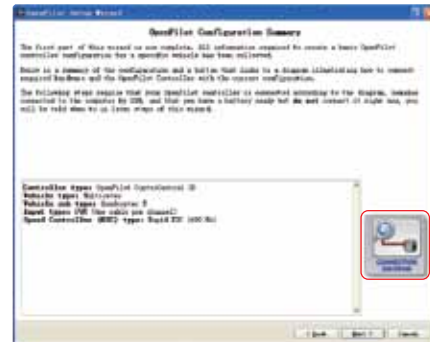 OpenPilot Setup Wizard
OpenPilot Configuration Summary
The first part of this wizard is now complete. All information required to create a basic OpenPilot
controller configuration for a specific vehicle has been collected.
Below is a summary of the configuration and a button that links to a diagram illustrating how to connect
required hardware and the OpenPilot Controller with the current configuration.
The following steps require that your OpenPilot controller is connected according to the diagram, remains
connected to the computer by USB, and that you have a battery ready but do not connect it right now, you
will be told when to in later steps of this wizard.
Controller type: OpenPilot CopterControl 3D
Vehicle type: Multirotor
Vehicle sub type: Quadcopter X
Input type: PWM (One cable per channel)
Speed Controller (ESC) type: Rapid ESC (400 Hz)
Connection Diagram
< Back
Next >
Cancel